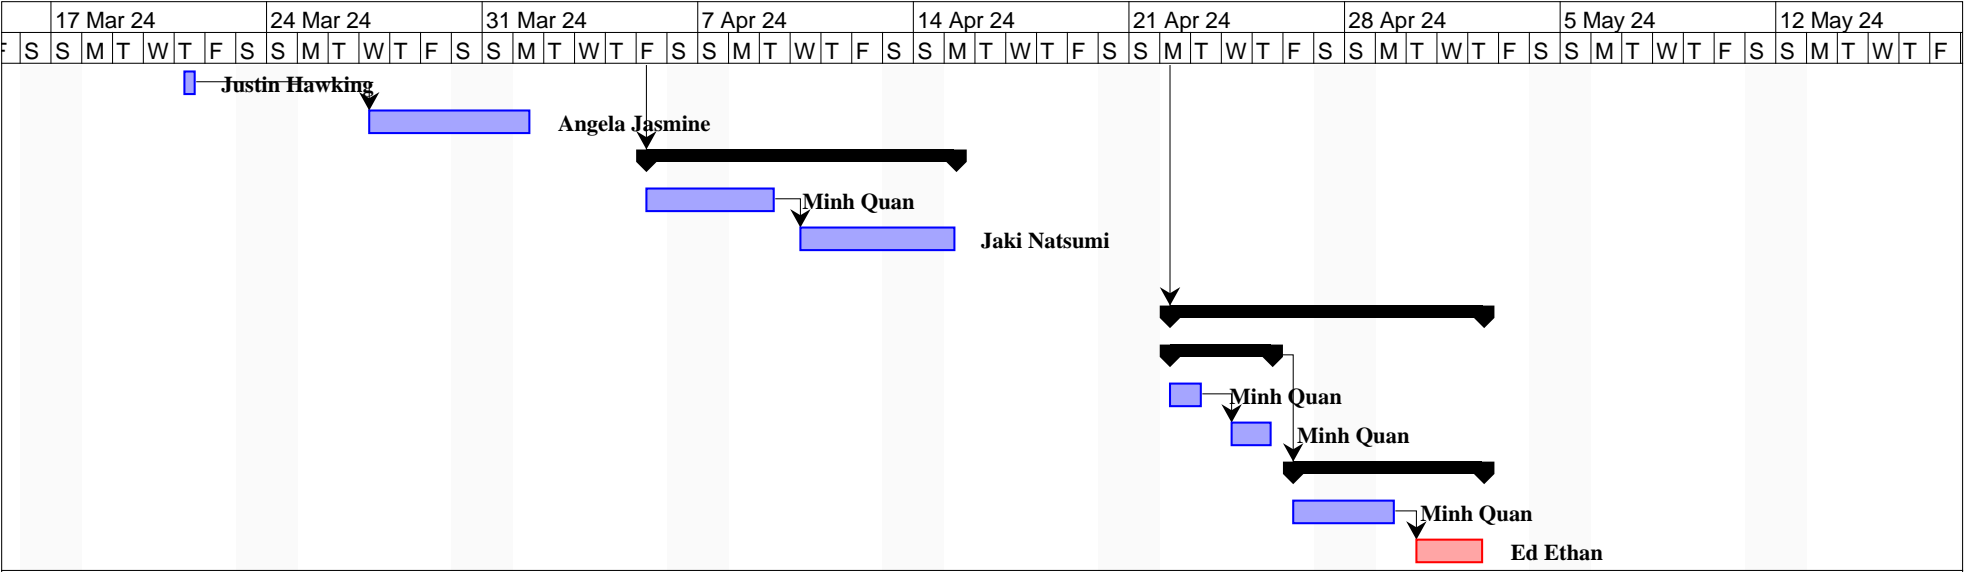 17 Mar 24 24 Mar 24 31 Mar 24 7 Apr 24 14 Apr 24 21 Apr 24 28 Apr 24 5 May 24 12 May 24
F S S M T W T F S S M T W T F S S M T W T F S S M T W T F S S M T W T F S S M T W T F S S M T W T F S S M T W T F S S M T W T F
Justin Hawking
Angela Jasmine
Minh Quan
Jaki Natsumi
Minh Quan
Minh Quan
Minh Quan
Ed Ethan